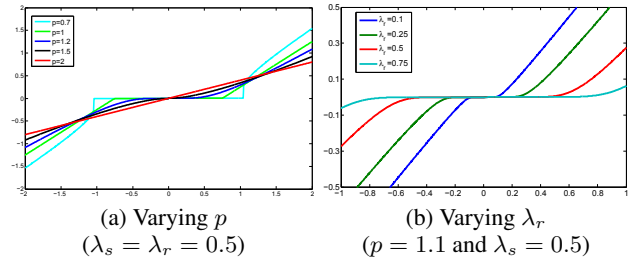 2
1.5
1
0.5
0
−0.5
−1
−1.5
−2
−2 −1.5 −1 −0.5 0 0.5 1 1.5 2
p=0.7
p=1
p=1.2
p=1.5
p=2
0.5
0.3
0.1
−0.1
−0.3
−0.5
−1 −0.8 −0.6 −0.4 −0.2 0 0.2 0.4 0.6 0.8 1
λr=0.1
λr=0.25
λr=0.5
λr=0.75
(a) Varying p
(λs = λr = 0.5)
(b) Varying λr
(p = 1.1 and λs = 0.5)